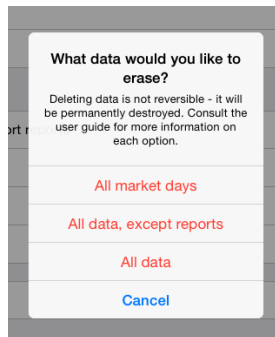 What data would you like to
erase?
Deleting data is not reversible - it will
be permanently destroyed. Consult the
user guide for more information on
each option.
All market days
All data, except reports
All data
Cancel